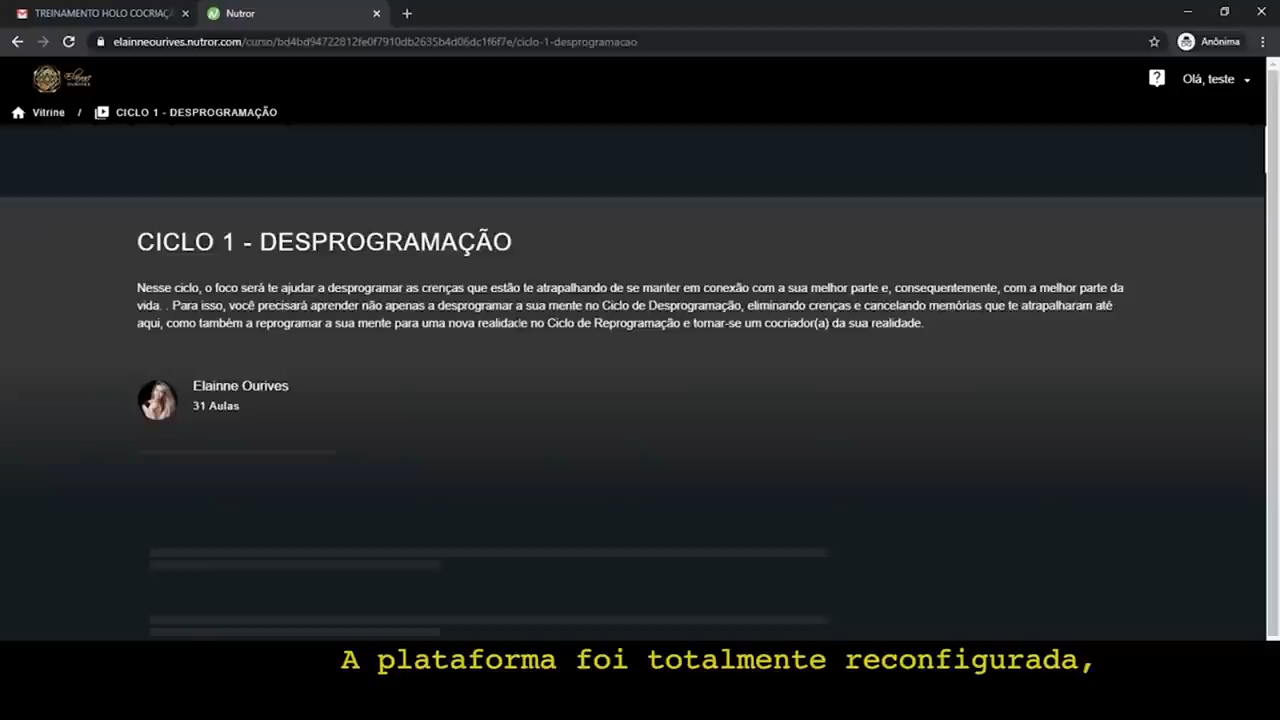 TREINAMENTO HOLO COCRIAÇÃ
Nutror
elainneourives.nutror.com/curso/bd4bd94722812fe0f7910db2635b4d06dc1f6f7e/ciclo-1-desprogramacao
Anônima
Elainne
OURIVES
Olá, teste
Vitrine / CICLO 1 - DESPROGRAMAÇÃO
CICLO 1 - DESPROGRAMAÇÃO
Nesse ciclo, o foco será te ajudar a desprogramar as crenças que estão te atrapalhando de se manter em conexão com a sua melhor parte e, consequentemente, com a melhor parte da
vida. . Para isso, você precisará aprender não apenas a desprogramar a sua mente no Ciclo de Desprogramação, eliminando crenças e cancelando memórias que te atrapalharam até
aqui, como também a reprogramar a sua mente para uma nova realidade no Ciclo de Reprogramação e tornar-se um cocriador(a) da sua realidade.
Elainne Ourives
31 Aulas
A plataforma foi totalmente reconfigurada,